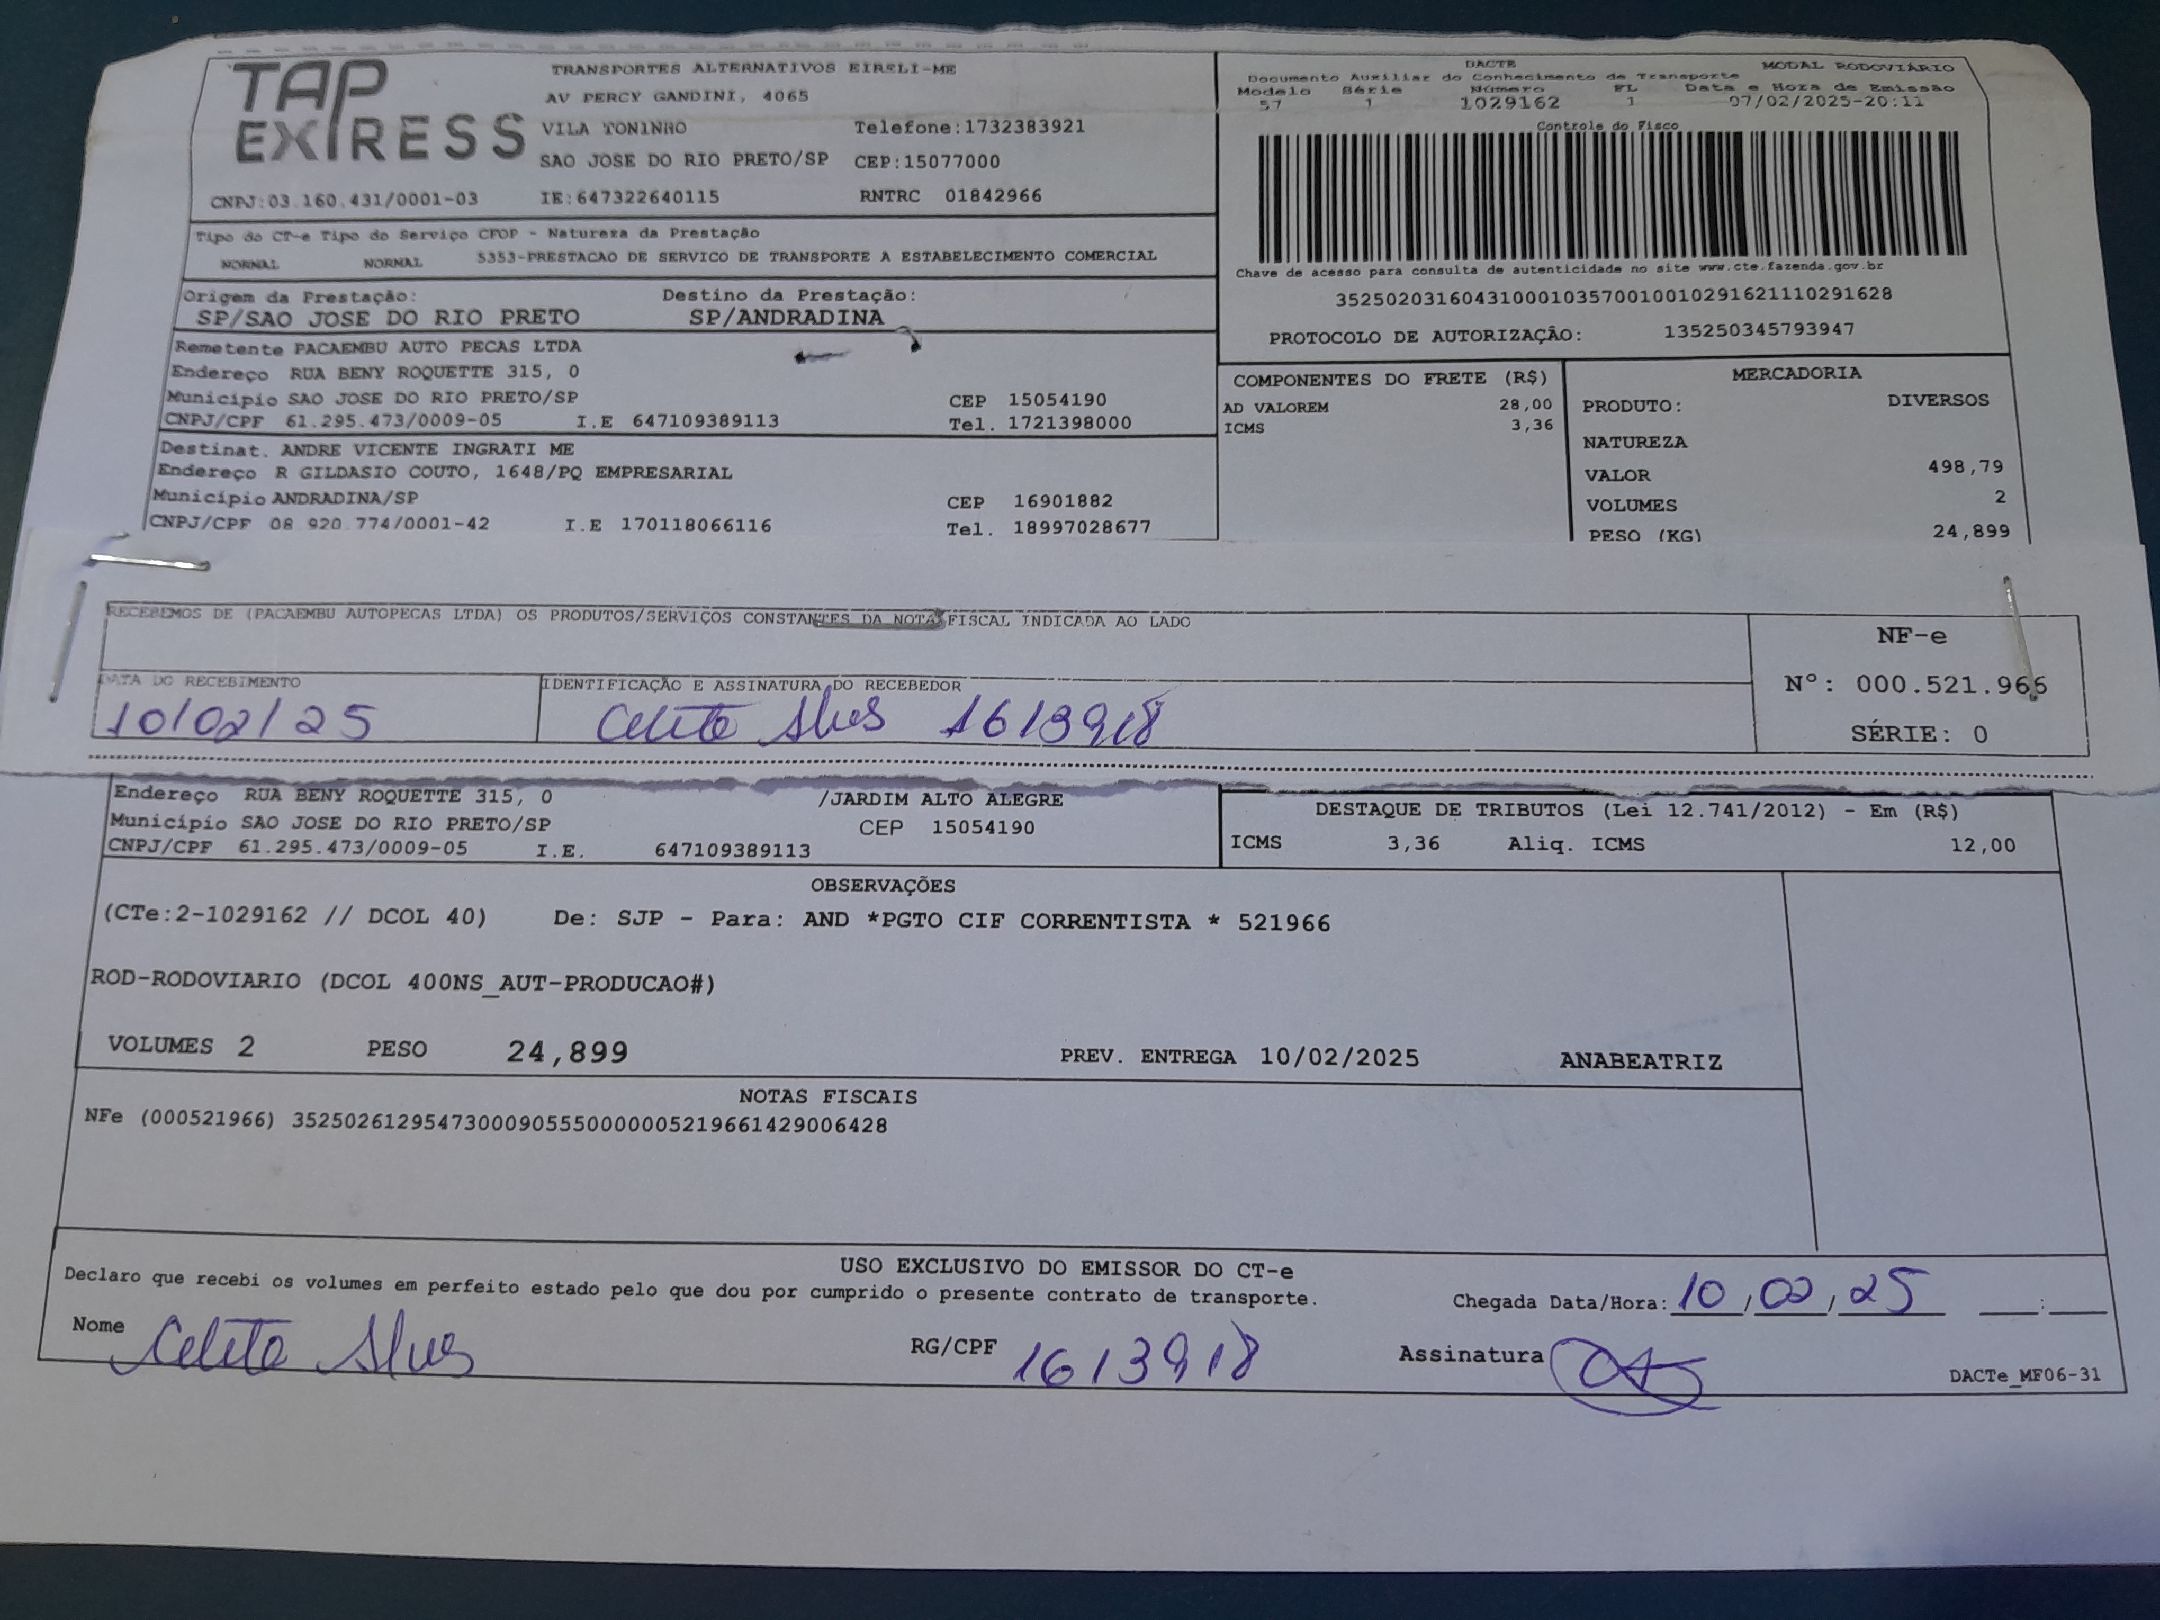 TAP EXPRESS
TRANSPORTES ALTERNATIVOS EIRELI-ME
AV PERCY GANDINI, 4065
VILA TONINHO Telefone:1732383921
SAO JOSE DO RIO PRETO/SP CEP:15077000
CNPJ:03.160.431/0001-03 IE:647322640115 RNTRC 01842966
DACTE MODAL RODOVIÁRIO
Documento Auxiliar do Conhecimento de Transporte
Modelo Série Número FL Data e Hora de Emissão
57 1 1029162 1 07/02/2025-20:11
Controle do Fisco
Chave de acesso para consulta de autenticidade no site www.cte.fazenda.gov.br
35250203160431000103570010010291621110291628
PROTOCOLO DE AUTORIZAÇÃO: 135250345793947
Tipo do CT-e Tipo do Serviço CFOP - Natureza da Prestação
NORMAL NORMAL 5353-PRESTACAO DE SERVICO DE TRANSPORTE A ESTABELECIMENTO COMERCIAL
Origem da Prestação: Destino da Prestação:
SP/SAO JOSE DO RIO PRETO SP/ANDRADINA
Remetente PACAEMBU AUTO PECAS LTDA
Endereço RUA BENY ROQUETTE 315, 0
Município SAO JOSE DO RIO PRETO/SP CEP 15054190
CNPJ/CPF 61.295.473/0009-05 I.E 647109389113 Tel. 1721398000
Destinat. ANDRE VICENTE INGRATI ME
Endereço R GILDASIO COUTO, 1648/PQ EMPRESARIAL
Município ANDRADINA/SP CEP 16901882
CNPJ/CPF 08 920 774/0001-42 I.E 170118066116 Tel. 18997028677
COMPONENTES DO FRETE (R$)
AD VALOREM 28,00
ICMS 3,36
MERCADORIA
PRODUTO: DIVERSOS
NATUREZA
VALOR 498,79
VOLUMES 2
PESO (KG) 24,899
RECEBEMOS DE (PACAEMBU AUTOPECAS LTDA) OS PRODUTOS/SERVIÇOS CONSTANTES DA NOTA FISCAL INDICADA AO LADO
DATA DO RECEBIMENTO IDENTIFICAÇÃO E ASSINATURA DO RECEBEDOR
10/02/25 Celito Alves 1613918
NF-e
Nº: 000.521.966
SÉRIE: 0
Endereço RUA BENY ROQUETTE 315, 0 /JARDIM ALTO ALEGRE
Município SAO JOSE DO RIO PRETO/SP CEP 15054190
CNPJ/CPF 61.295.473/0009-05 I.E. 647109389113
DESTAQUE DE TRIBUTOS (Lei 12.741/2012) - Em (R$)
ICMS 3,36 Aliq. ICMS 12,00
OBSERVAÇÕES
(CTe:2-1029162 // DCOL 40) De: SJP - Para: AND *PGTO CIF CORRENTISTA * 521966
ROD-RODOVIARIO (DCOL 400NS_AUT-PRODUCAO#)
VOLUMES 2 PESO 24,899 PREV. ENTREGA 10/02/2025 ANABEATRIZ
NOTAS FISCAIS
NFe (000521966) 35250261295473000905550000005219661429006428
USO EXCLUSIVO DO EMISSOR DO CT-e
Declaro que recebi os volumes em perfeito estado pelo que dou por cumprido o presente contrato de transporte.
Chegada Data/Hora: 10/02/25 __:__
Nome Celito Alves RG/CPF 1613918 Assinatura
DACTe_MF06-31